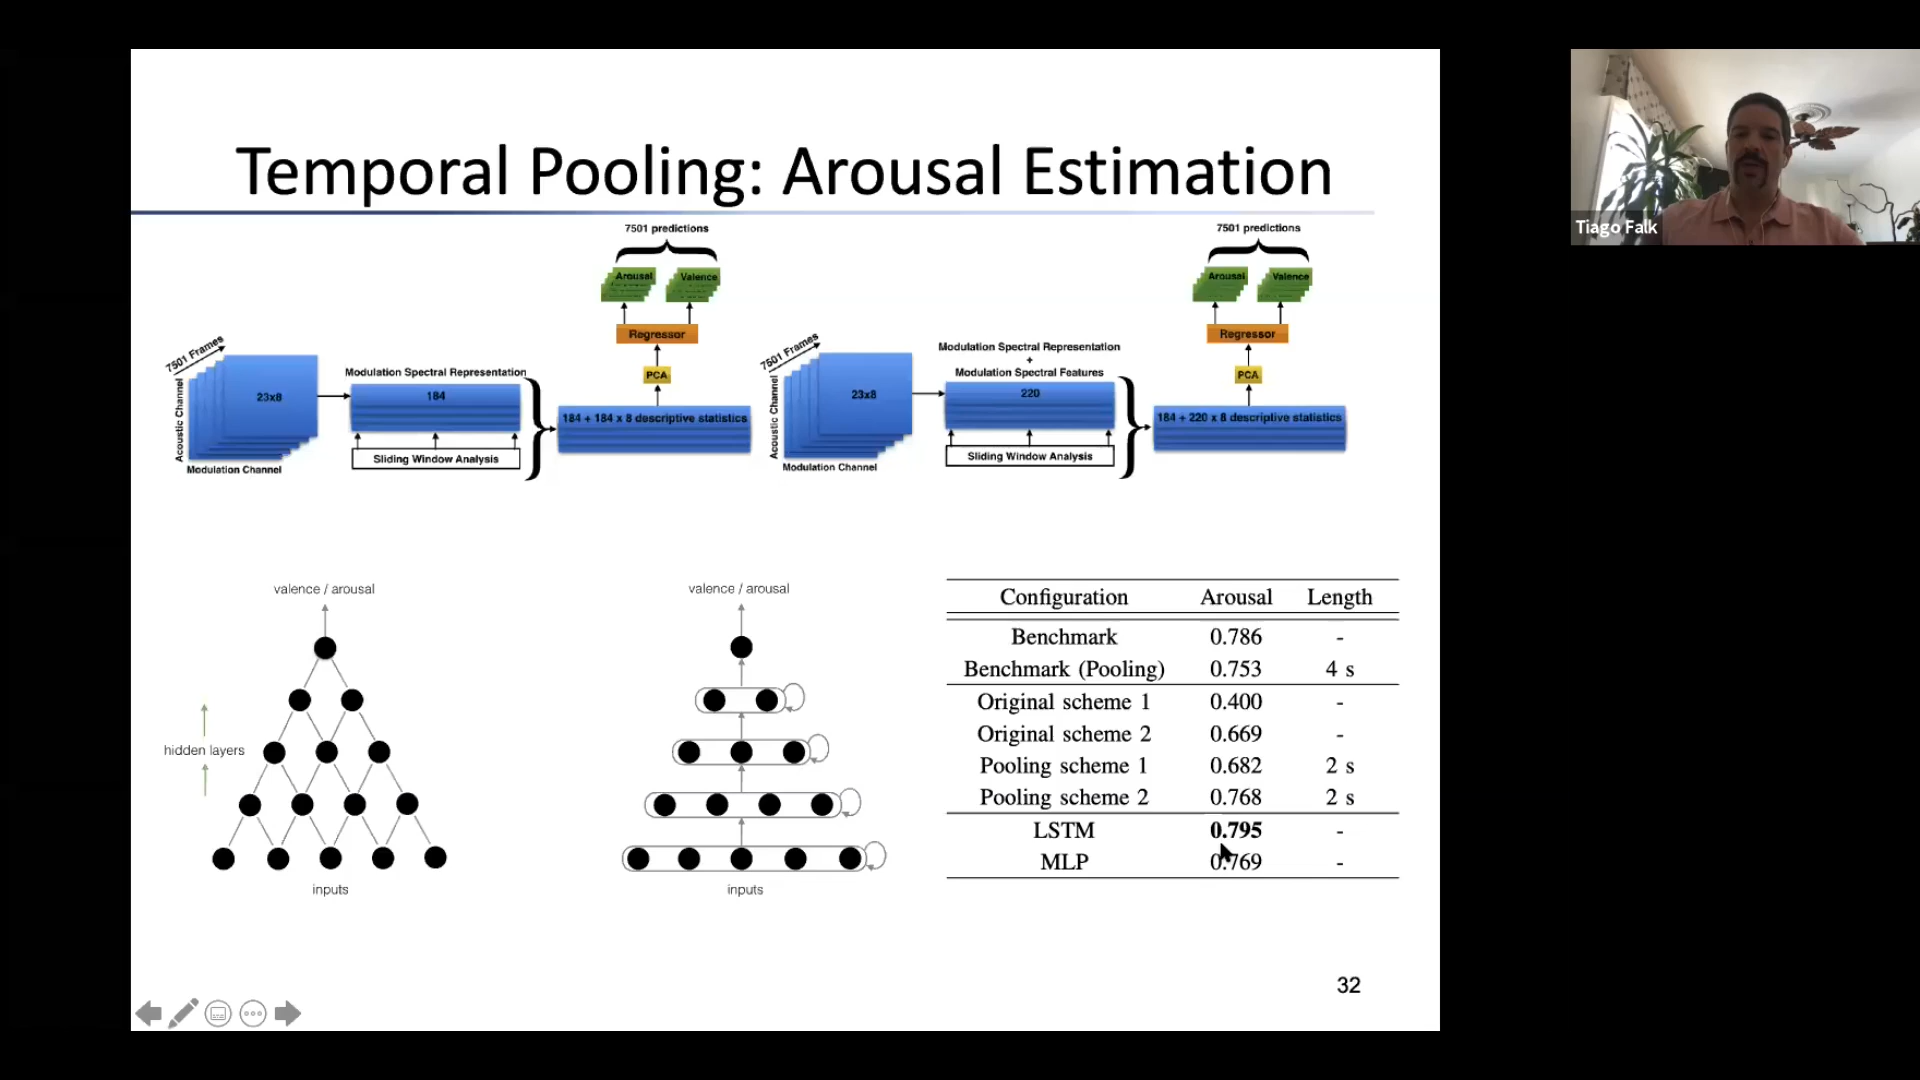 Temporal Pooling: Arousal Estimation
Tiago Falk
7501 predictions
Arousal Valence
Regressor
PCA
7501 Frames
Acoustic Channel
23x8
Modulation Channel
Modulation Spectral Representation
184
Sliding Window Analysis
184 + 184 x 8 descriptive statistics
7501 predictions
Arousal Valence
Regressor
PCA
7501 Frames
Acoustic Channel
23x8
Modulation Channel
Modulation Spectral Representation
+
Modulation Spectral Features
220
Sliding Window Analysis
184 + 220 x 8 descriptive statistics
valence / arousal
hidden layers
inputs
valence / arousal
inputs
Configuration Arousal Length
Benchmark 0.786 -
Benchmark (Pooling) 0.753 4 s
Original scheme 1 0.400 -
Original scheme 2 0.669 -
Pooling scheme 1 0.682 2 s
Pooling scheme 2 0.768 2 s
LSTM 0.795 -
MLP 0.769 -
32